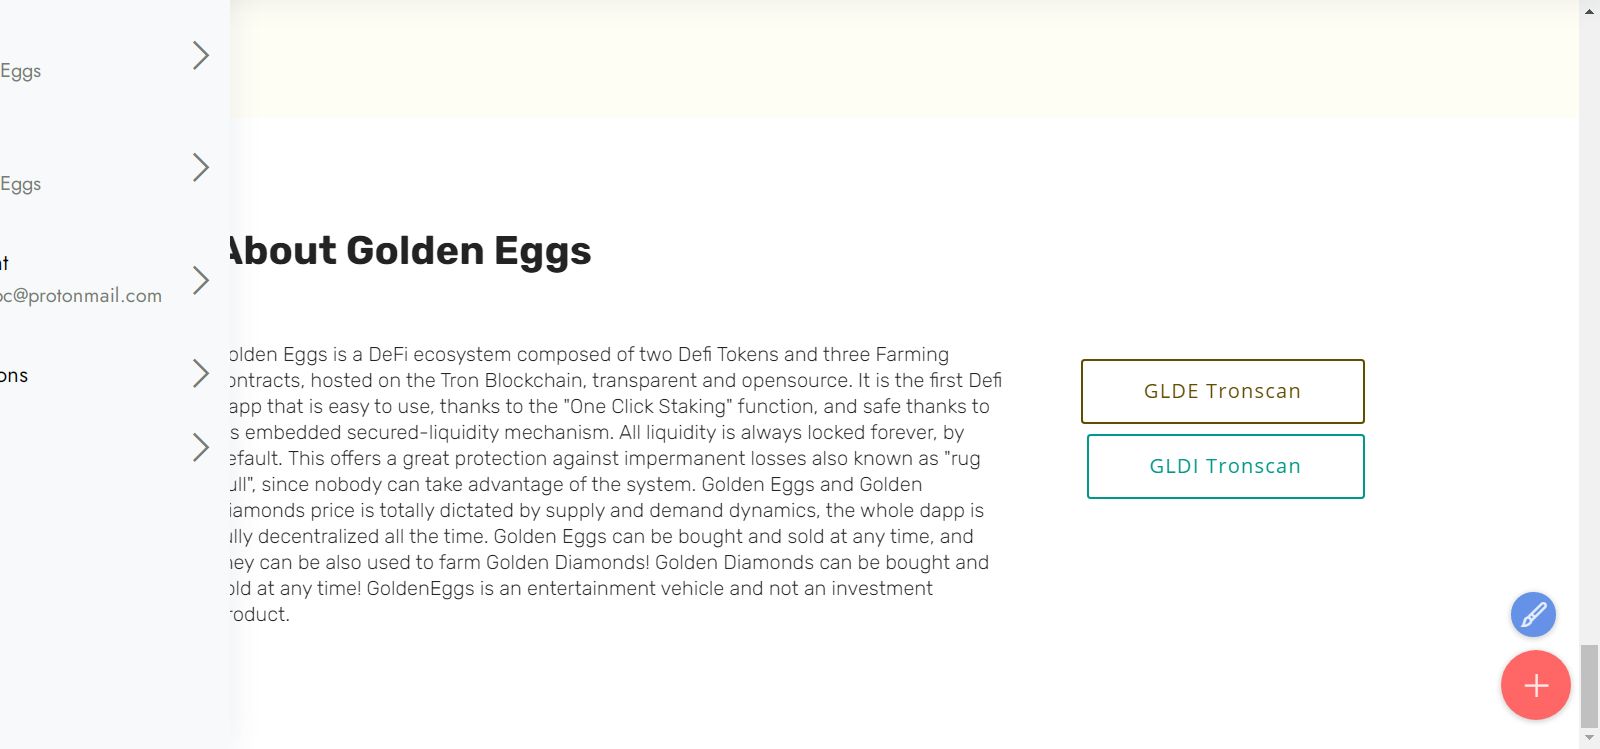 Eggs
Eggs
pc@protonmail.com
About Golden Eggs
olden Eggs is a DeFi ecosystem composed of two Defi Tokens and three Farming
ontracts, hosted on the Tron Blockchain, transparent and opensource. It is the first Defi
app that is easy to use, thanks to the "One Click Staking" function, and safe thanks to
s embedded secured-liquidity mechanism. All liquidity is always locked forever, by
efault. This offers a great protection against impermanent losses also known as "rug
ull", since nobody can take advantage of the system. Golden Eggs and Golden
iamonds price is totally dictated by supply and demand dynamics, the whole dapp is
ully decentralized all the time. Golden Eggs can be bought and sold at any time, and
hey can be also used to farm Golden Diamonds! Golden Diamonds can be bought and
old at any time! GoldenEggs is an entertainment vehicle and not an investment
roduct.
GLDE Tronscan
GLDI Tronscan